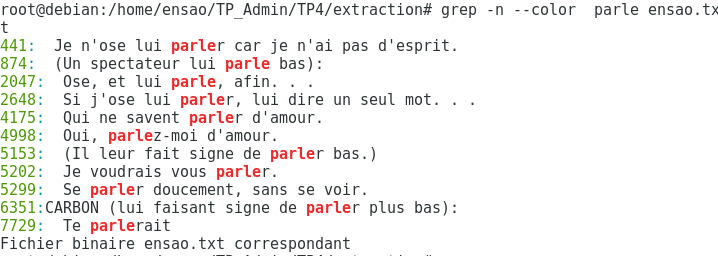 root@debian:/home/ensao/TP_Admin/TP4/extraction# grep -n --color  parle ensao.tx
t
441:  Je n'ose lui parler car je n'ai pas d'esprit.
874:  (Un spectateur lui parle bas):
2047:  Ose, et lui parle, afin. . .
2648:  Si j'ose lui parler, lui dire un seul mot. . .
4175:  Qui ne savent parler d'amour.
4998:  Oui, parlez-moi d'amour.
5153:  (Il leur fait signe de parler bas.)
5202:  Je voudrais vous parler.
5299:  Se parler doucement, sans se voir.
6351:CARBON (lui faisant signe de parler plus bas):
7729:  Te parlerait
Fichier binaire ensao.txt correspondant